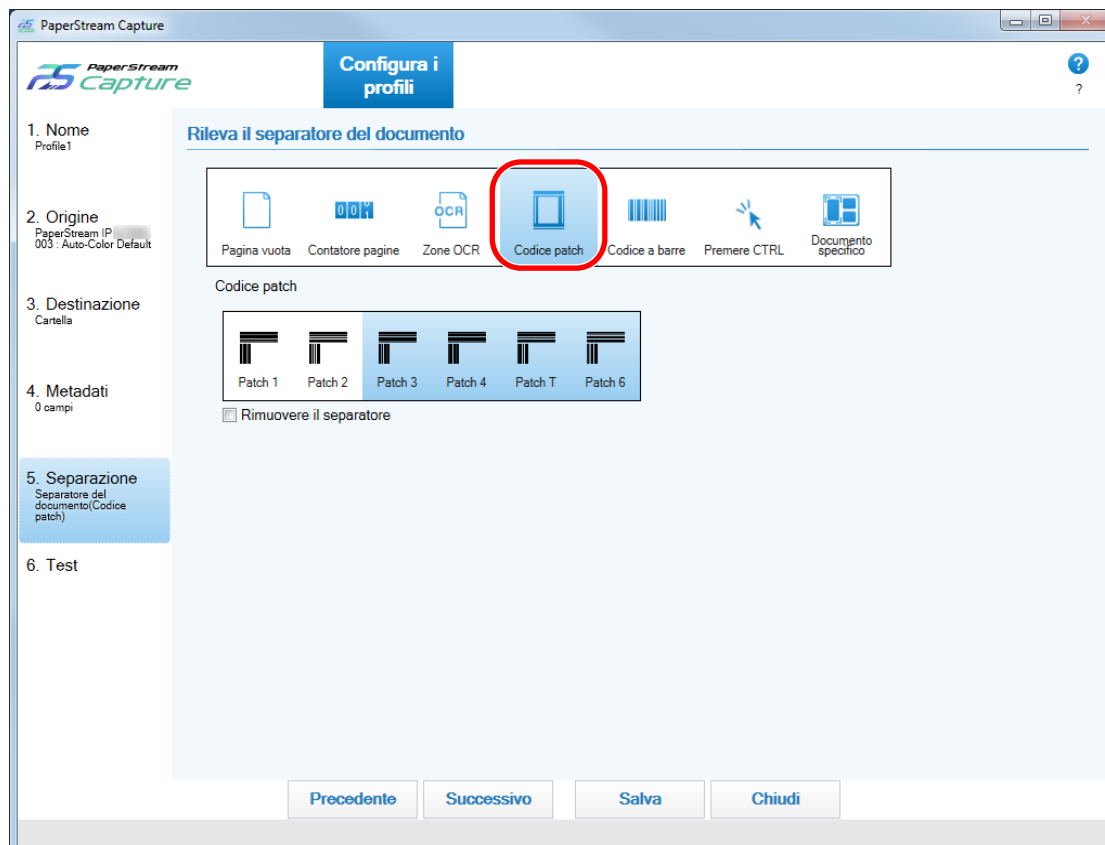 PaperStream Capture
PaperStream
Capture
Configura i
profili
?
?
1. Nome
Profile1
Rileva il separatore del documento
2. Origine
PaperStream IP
003 : Auto-Color Default
OCR
Pagina vuota
Contatore pagine
Zone OCR
Codice patch
Codice a barre
Premere CTRL
Documento
specifico
Codice patch
3. Destinazione
Cartella
Patch 1
Patch 2
Patch 3
Patch 4
Patch T
Patch 6
4. Metadati
0 campi
Rimuovere il separatore
5. Separazione
Separatore del
documento(Codice
patch)
6. Test
Precedente
Successivo
Salva
Chiudi